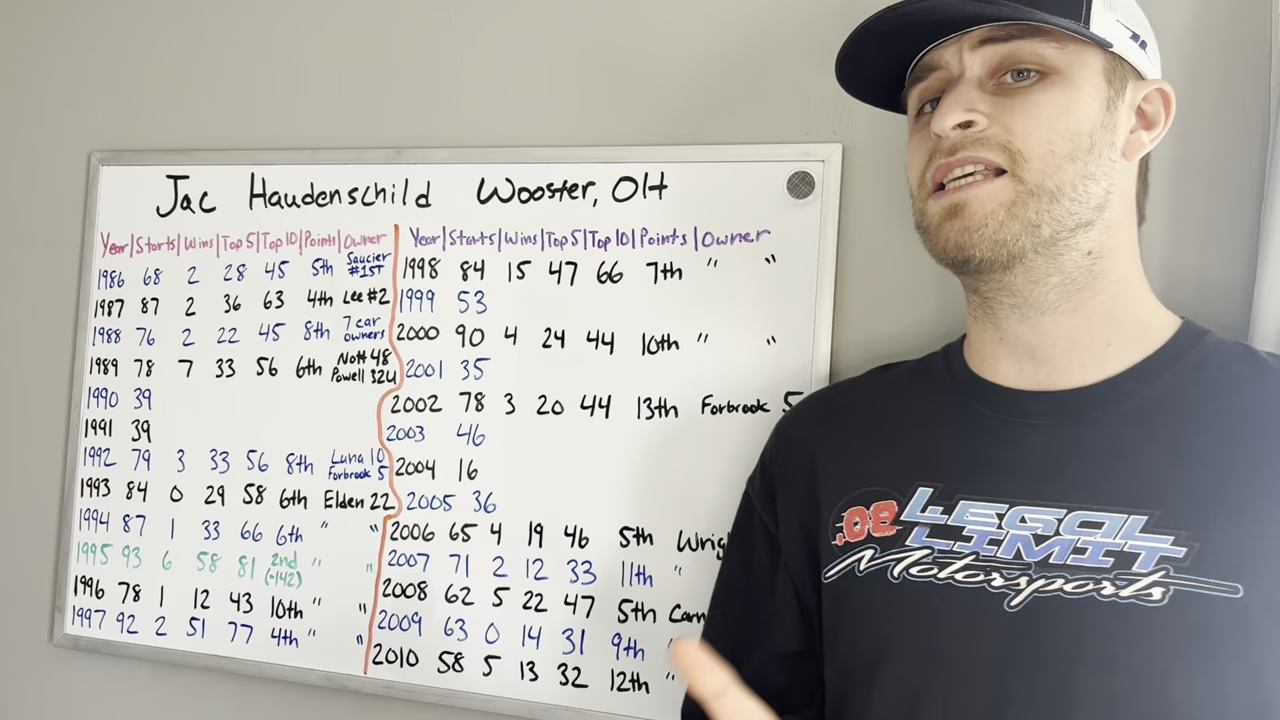 Jac Haudenschild Wooster, OH
Year|Starts|Wins|Top 5|Top 10|Points|Owner
1986 68 2 28 45 5th Saucier #1ST
1987 87 2 36 63 4th Lee #2
1988 76 2 22 45 8th 7 car owners
1989 78 7 33 56 6th Nott 48 Powell 32U
1990 39
1991 39
1992 79 3 33 56 8th Luna 10 Forbrook 5
1993 84 0 29 58 6th Elden 22
1994 87 1 33 66 6th " "
1995 93 6 58 81 2nd (-142) " "
1996 78 1 12 43 10th " "
1997 92 2 51 77 4th " "
Year|Starts|Wins|Top 5|Top 10|Points|Owner
1998 84 15 47 66 7th " "
1999 53
2000 90 4 24 44 10th " "
2001 35
2002 78 3 20 44 13th Forbrook 5
2003 46
2004 16
2005 36
2006 65 4 19 46 5th Wrig
2007 71 2 12 33 11th "
2008 62 5 22 47 5th Cam
2009 63 0 14 31 9th "
2010 58 5 13 32 12th "
.08 LEGAL
LIMIT
Motorsports